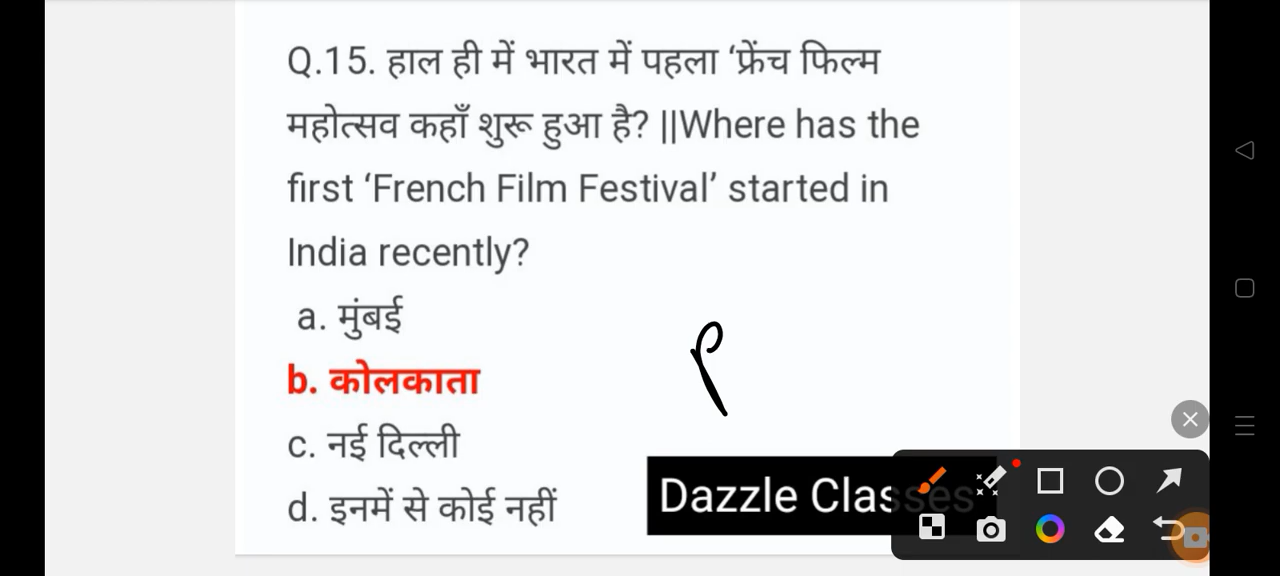 Q.15. हाल ही में भारत में पहला ‘फ्रेंच फिल्म
महोत्सव कहाँ शुरू हुआ है? ||Where has the
first ‘French Film Festival’ started in
India recently?
a. मुंबई
b. कोलकाता
c. नई दिल्ली
d. इनमें से कोई नहीं
१
Dazzle Classes